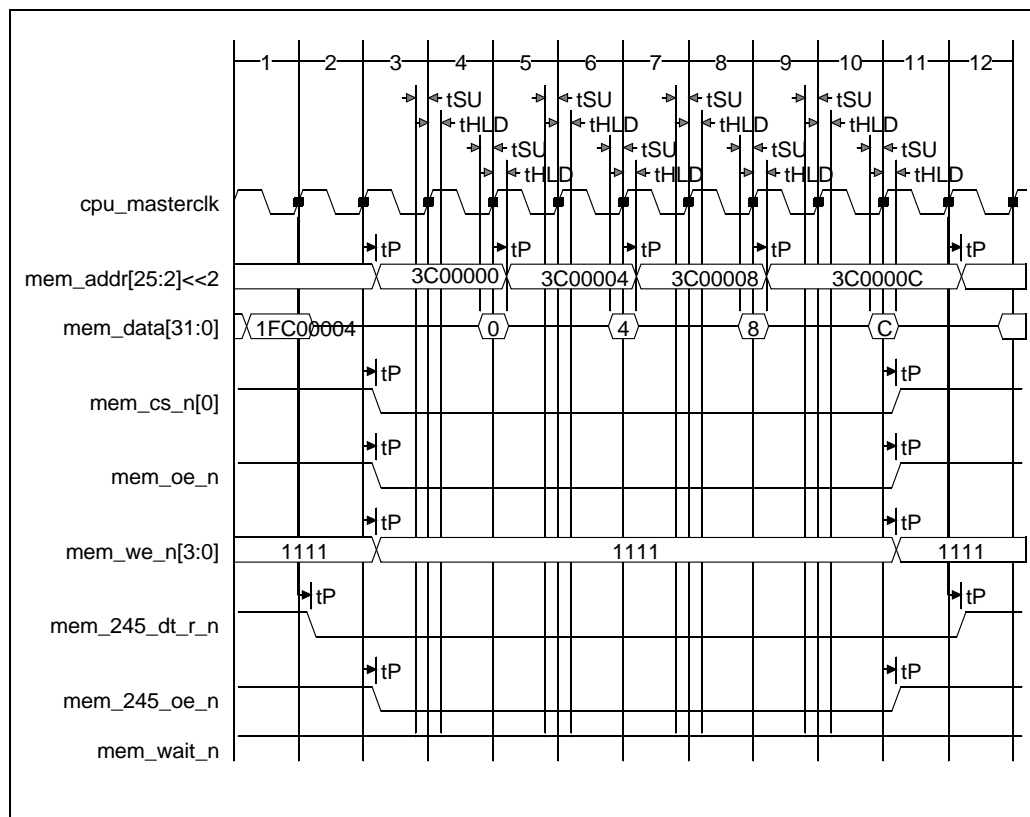 1 2 3 4 5 6 7 8 9 10 11 12
tSU tSU tSU tSU
tHLD tHLD tHLD tHLD
tSU tSU tSU tSU
tHLD tHLD tHLD tHLD
cpu_masterclk
tP tP tP tP tP
mem_addr[25:2]<<2 3C00000 3C00004 3C00008 3C0000C
mem_data[31:0] 1FC00004 0 4 8 C
tP tP
mem_cs_n[0]
tP tP
mem_oe_n
tP tP
mem_we_n[3:0] 1111 1111 1111
tP tP
mem_245_dt_r_n
tP tP
mem_245_oe_n
mem_wait_n